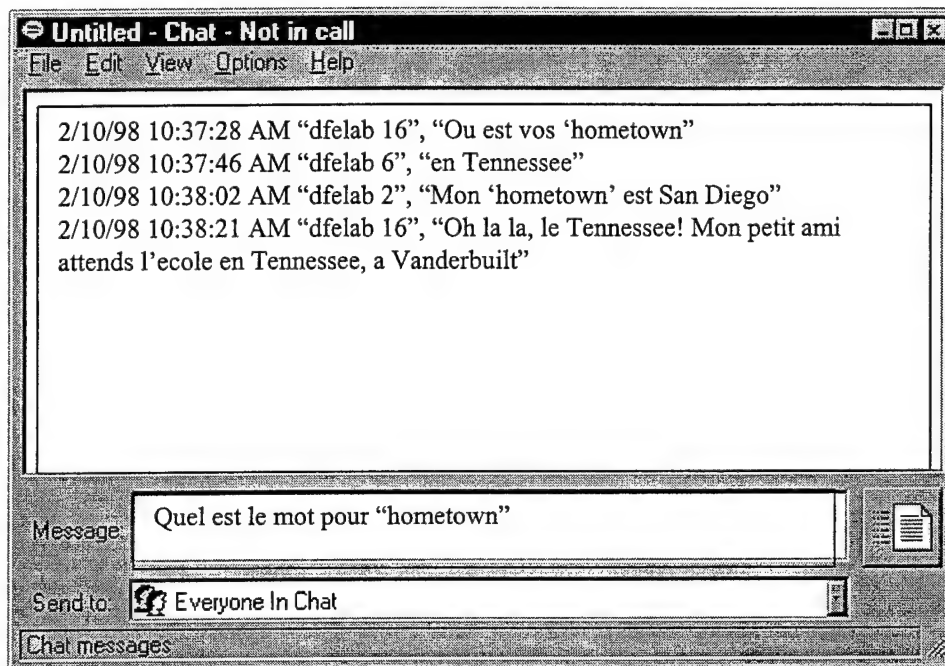 Untitled - Chat - Not in call
File Edit View Options Help
2/10/98 10:37:28 AM “dfelab 16”, “Ou est vos ‘hometown”
2/10/98 10:37:46 AM “dfelab 6”, “en Tennessee”
2/10/98 10:38:02 AM “dfelab 2”, “Mon ‘hometown’ est San Diego”
2/10/98 10:38:21 AM “dfelab 16”, “Oh la la, le Tennessee! Mon petit ami
attends l’ecole en Tennessee, a Vanderbuilt”
Message: Quel est le mot pour “hometown”
Send to: Everyone In Chat
Chat messages